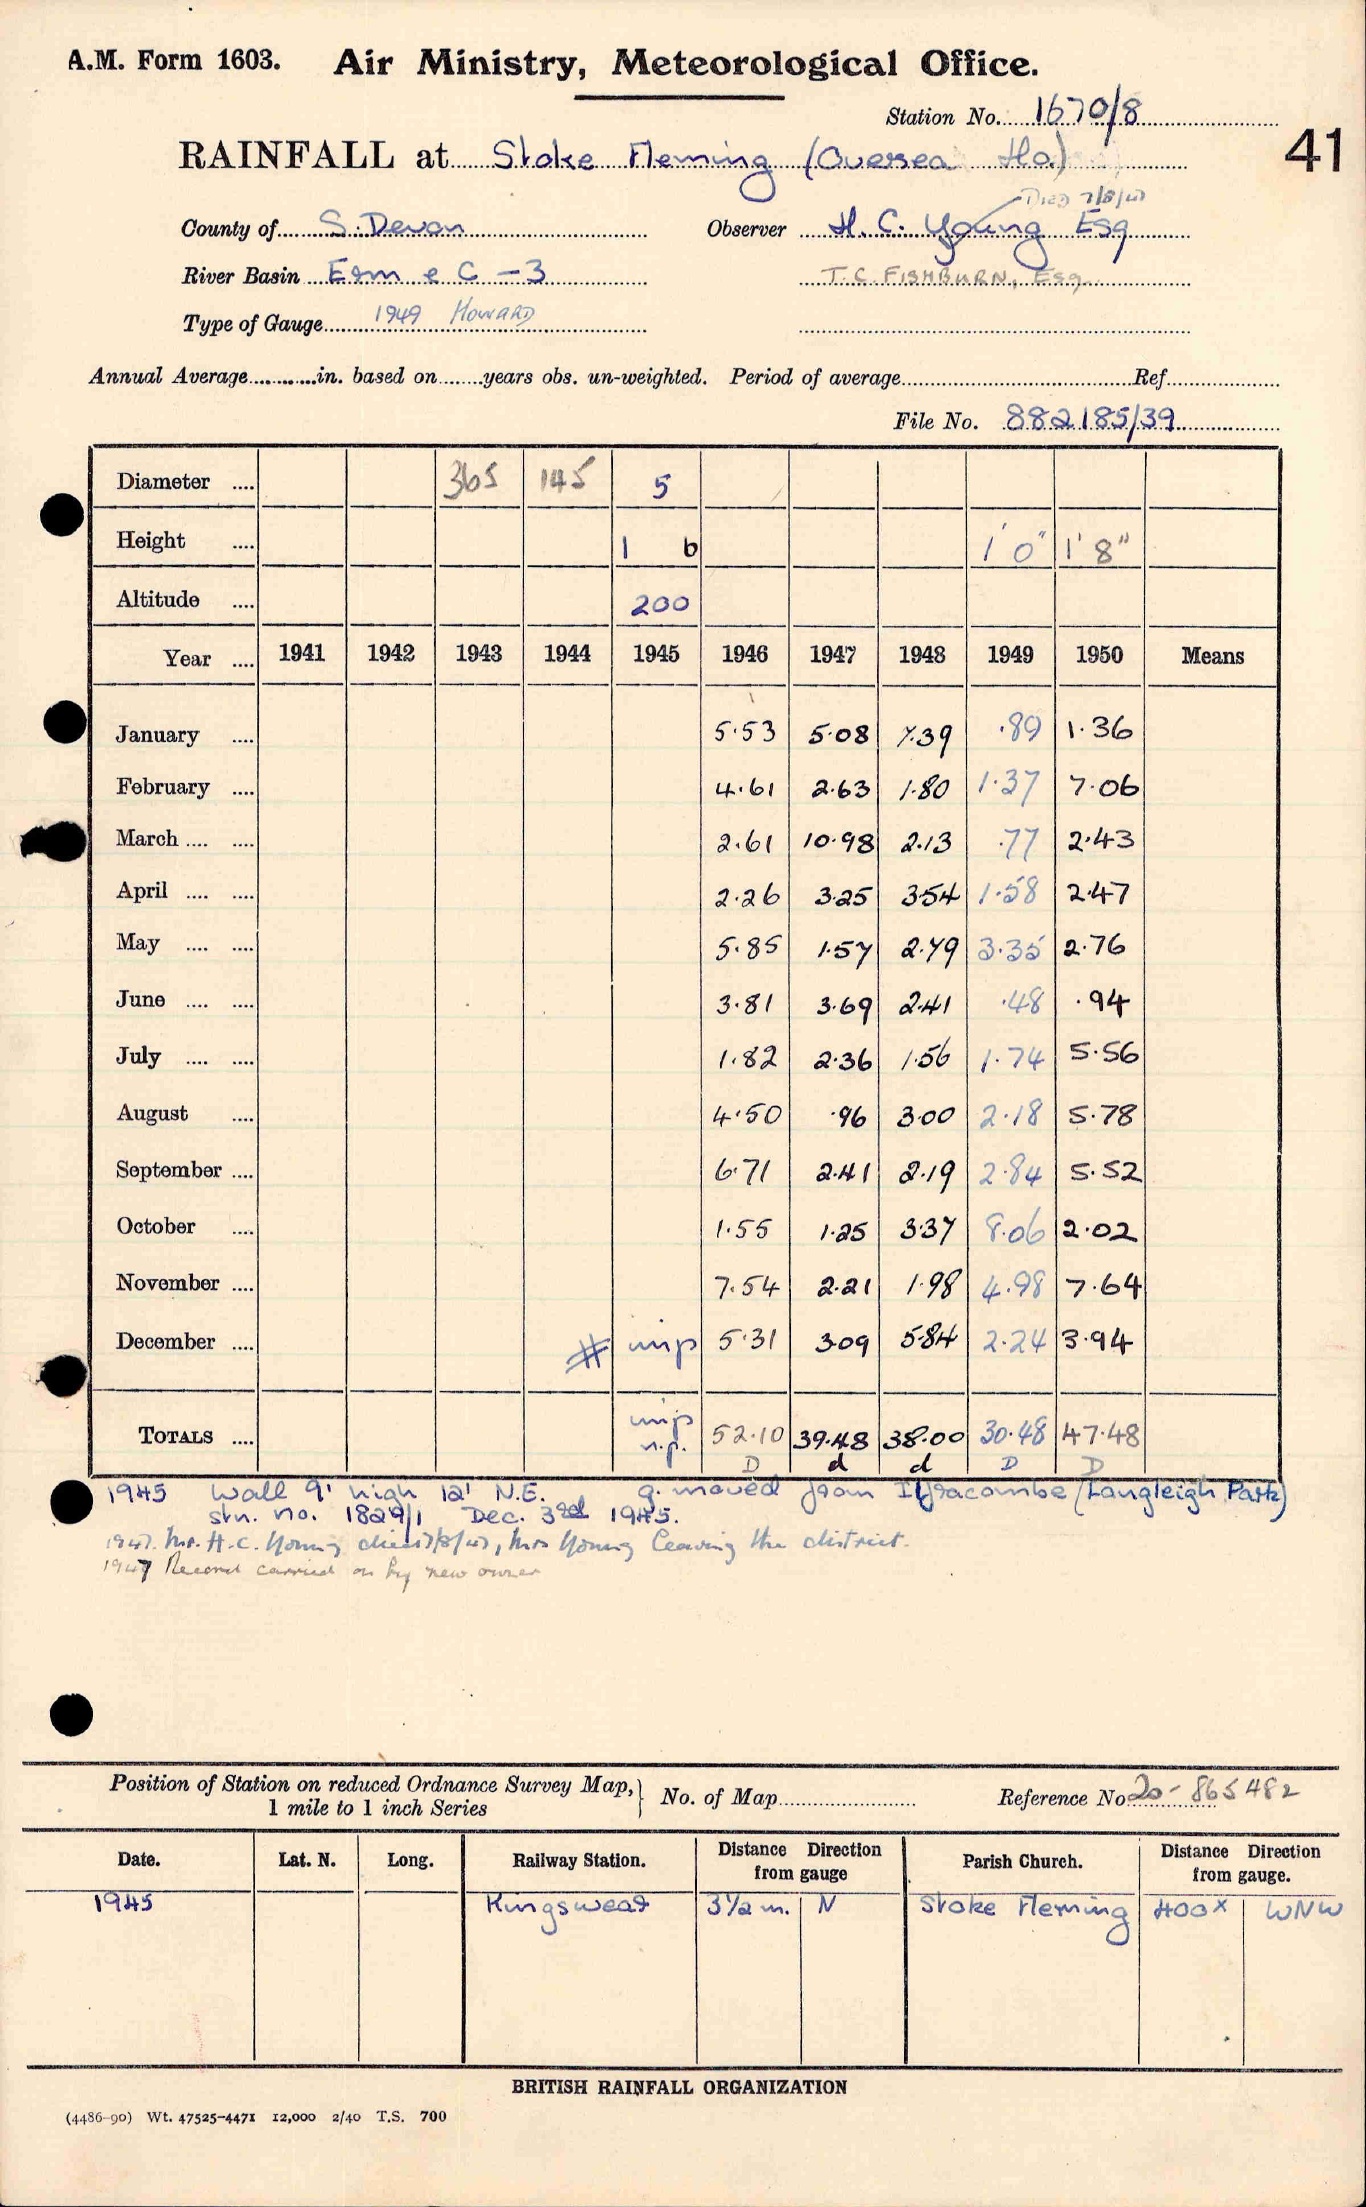 A.M. Form 1603. Air Ministry, Meteorological Office.
Station No. 1670/8
41
RAINFALL at Stoke Fleming (Oversea Ho.)
Died 7/8/47
County of S. Devon Observer H. C. Young Esq
River Basin Erm e C - 3 T. C. FISHBURN, Esq.
Type of Gauge 1949 HOWARD
Annual Average in. based on years obs. un-weighted. Period of average Ref
File No. 882185/39
Diameter 365 145 5
Height 1 6 1' 0" 1' 8"
Altitude 200
Year 1941 1942 1943 1944 1945 1946 1947 1948 1949 1950 Means
January 5.53 5.08 7.39 .89 1.36
February 4.61 2.63 1.80 1.37 7.06
March 2.61 10.98 2.13 .77 2.43
April 2.26 3.25 3.54 1.58 2.47
May 5.85 1.57 2.79 3.35 2.76
June 3.81 3.69 2.41 .48 .94
July 1.82 2.36 1.56 1.74 5.56
August 4.50 .96 3.00 2.18 5.78
September 6.71 2.41 2.19 2.84 5.52
October 1.55 1.25 3.37 8.06 2.02
November 7.54 2.21 1.98 4.98 7.64
December # inip 5.31 3.09 5.84 2.24 3.94
TOTALS inip n.p. 52.10 39.48 38.00 30.48 47.48
D d d D D
1945 Wall 9' high 12' N.E. g. moved from Ilfracombe (Langleigh Park)
stn. no. 1829/1 Dec. 3rd 1945.
1947. Mr. H. C. Young died 7/8/47, Mrs Young leaving the district.
1947 Record carried on by new owner
Position of Station on reduced Ordnance Survey Map, 1 mile to 1 inch Series } No. of Map Reference No. 20 - 865482
Date. Lat. N. Long. Railway Station. Distance Direction from gauge Parish Church. Distance Direction from gauge.
1945 Kingswear 3½ m. N Stoke Fleming 400x WNW
BRITISH RAINFALL ORGANIZATION
(4486-90) Wt. 47525-4471 12,000 2/40 T.S. 700